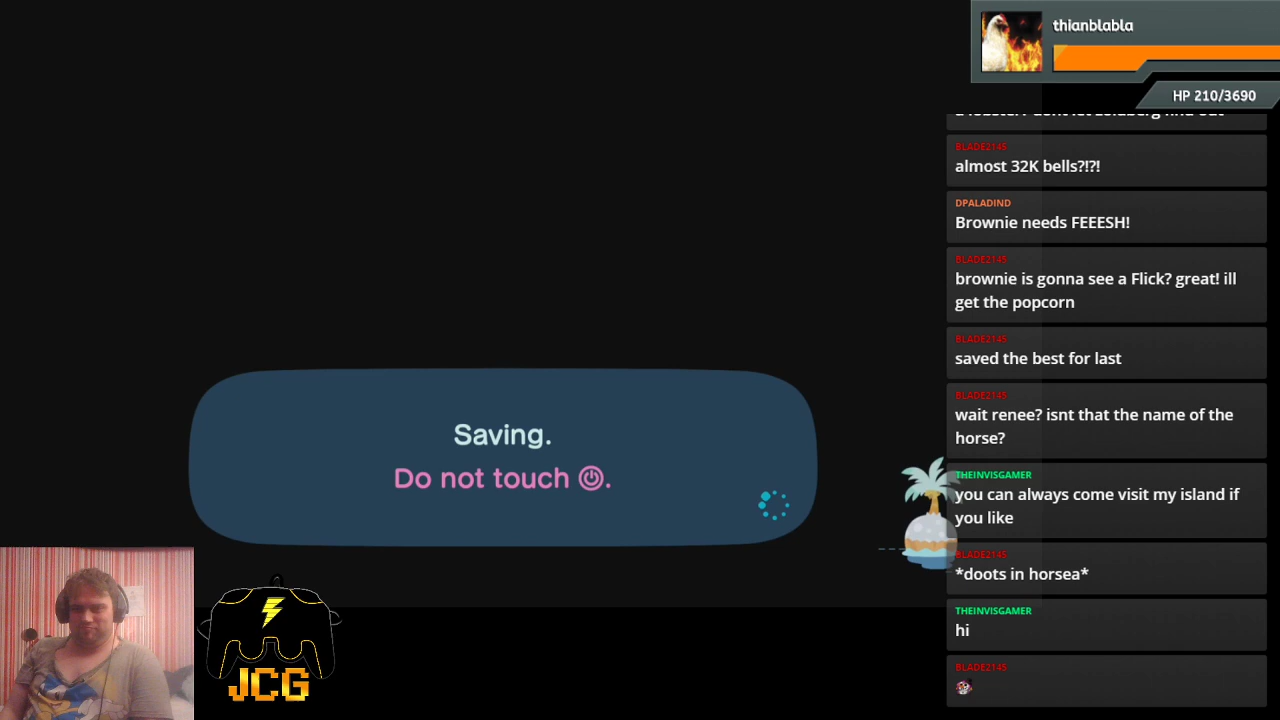 thianblabla
HP 210/3690
BLADE2145
almost 32K bells?!?!
DPALADIND
Brownie needs FEEESH!
BLADE2145
brownie is gonna see a Flick? great! ill
get the popcorn
BLADE2145
saved the best for last
BLADE2145
wait renee? isnt that the name of the
horse?
THEINVISGAMER
you can always come visit my island if
you like
BLADE2145
*doots in horsea*
THEINVISGAMER
hi
BLADE2145
Saving.
Do not touch .
JCG